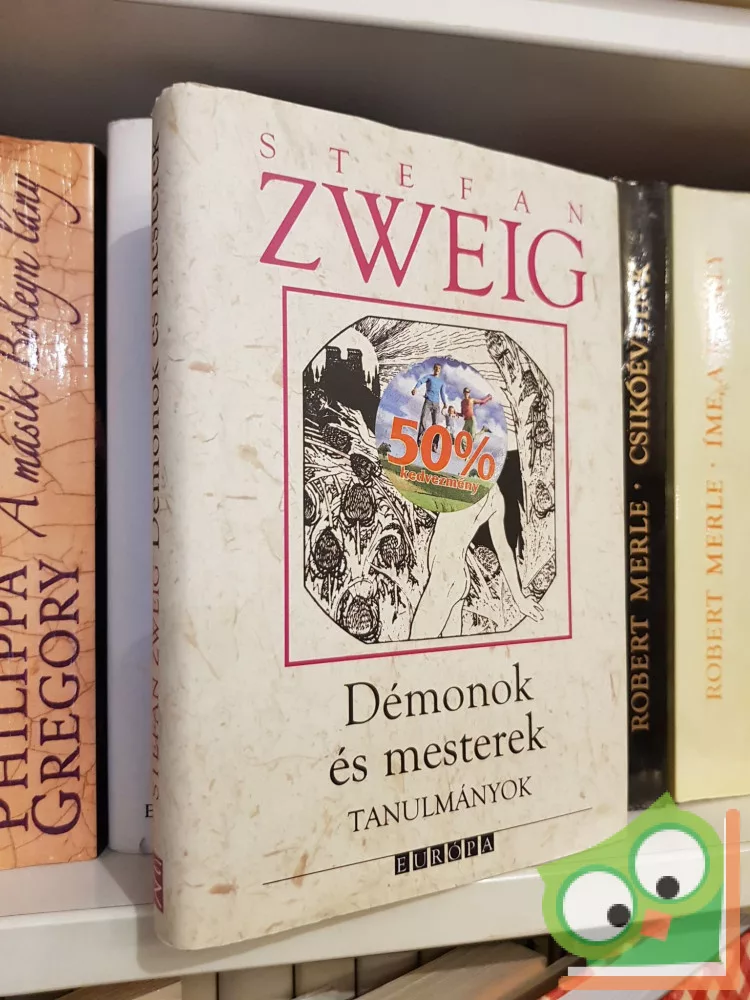 STEFAN
ZWEIG
50%
kedvezmény
Démonok
és mesterek
TANULMÁNYOK
EURÓPA
STEFAN ZWEIG Démonok és mesterek
PHILIPPA
GREGORY
A másik Boleyn lány
ROBERT MERLE · CSIKÓÉVEINK
ROBERT MERLE · ÍME, A